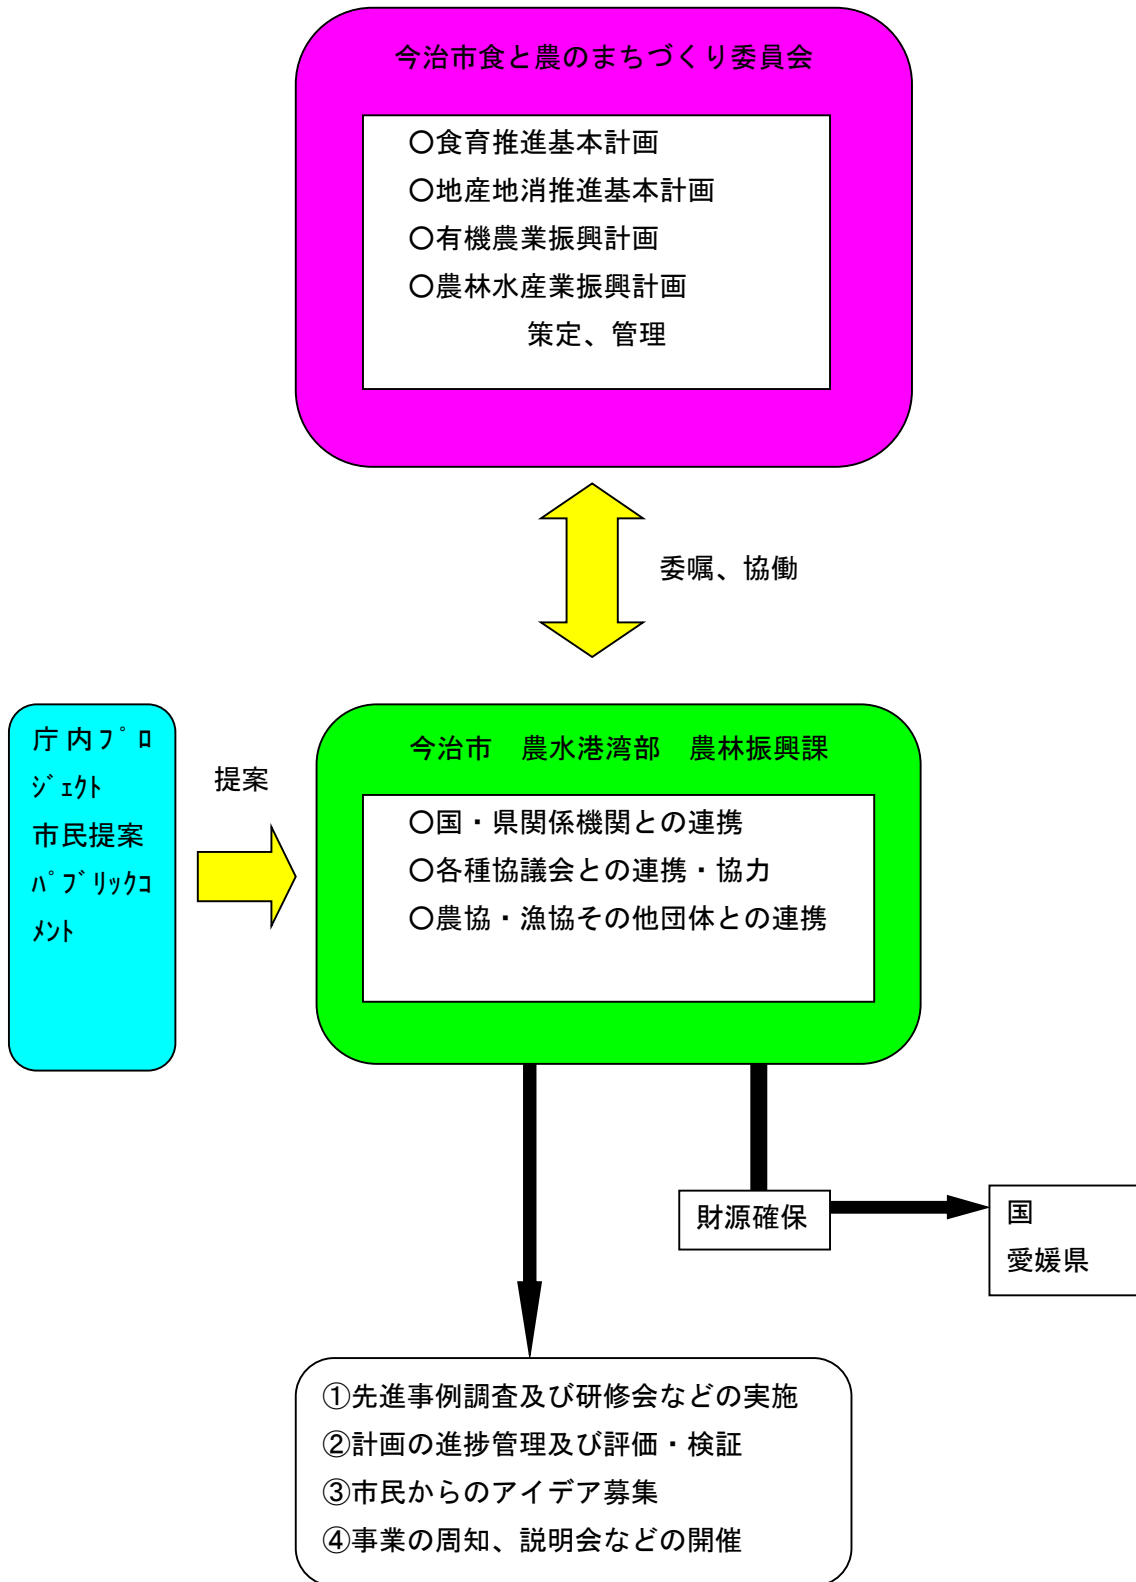 今治市食と農のまちづくり委員会
○食育推進基本計画
○地産地消推進基本計画
○有機農業振興計画
○農林水産業振興計画
策定、管理
委嘱、協働
庁内ﾌﾟﾛ
ｼﾞｪｸﾄ
市民提案
ﾊﾟﾌﾞﾘｯｸｺ
ﾒﾝﾄ
提案
今治市　農水港湾部　農林振興課
○国・県関係機関との連携
○各種協議会との連携・協力
○農協・漁協その他団体との連携
財源確保
国
愛媛県
①先進事例調査及び研修会などの実施
②計画の進捗管理及び評価・検証
③市民からのアイデア募集
④事業の周知、説明会などの開催